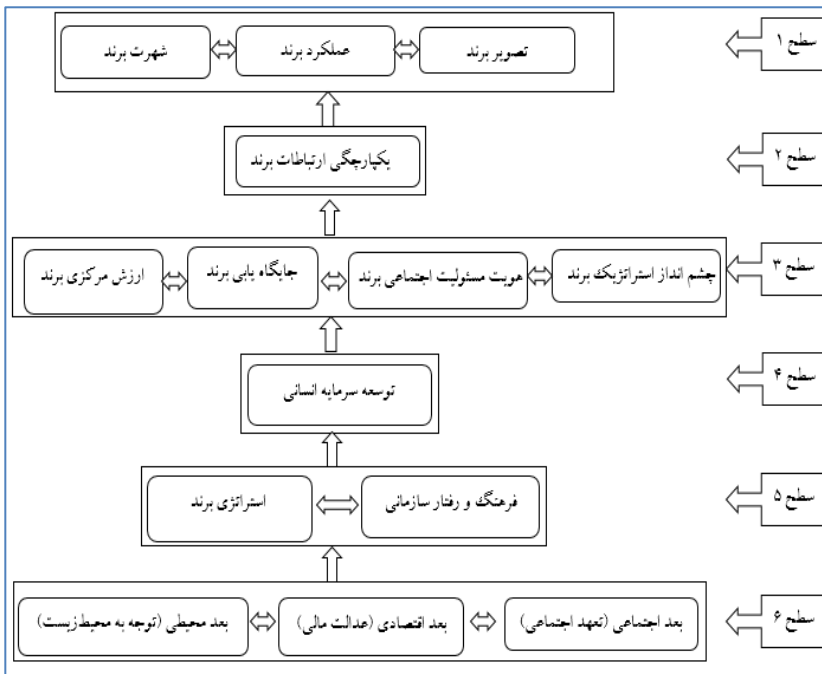 سطح ۱
تصویر برند
عملکرد برند
شهرت برند
سطح ۲
یکپارچگی ارتباطات برند
سطح ۳
چشم انداز استراتژیک برند
هویت مسئولیت اجتماعی برند
جایگاه یابی برند
ارزش مرکزی برند
سطح ۴
توسعه سرمایه انسانی
سطح ۵
فرهنگ و رفتار سازمانی
استراتژی برند
سطح ۶
بعد اجتماعی (تعهد اجتماعی)
بعد اقتصادی (عدالت مالی)
بعد محیطی (توجه به محیط‌زیست)